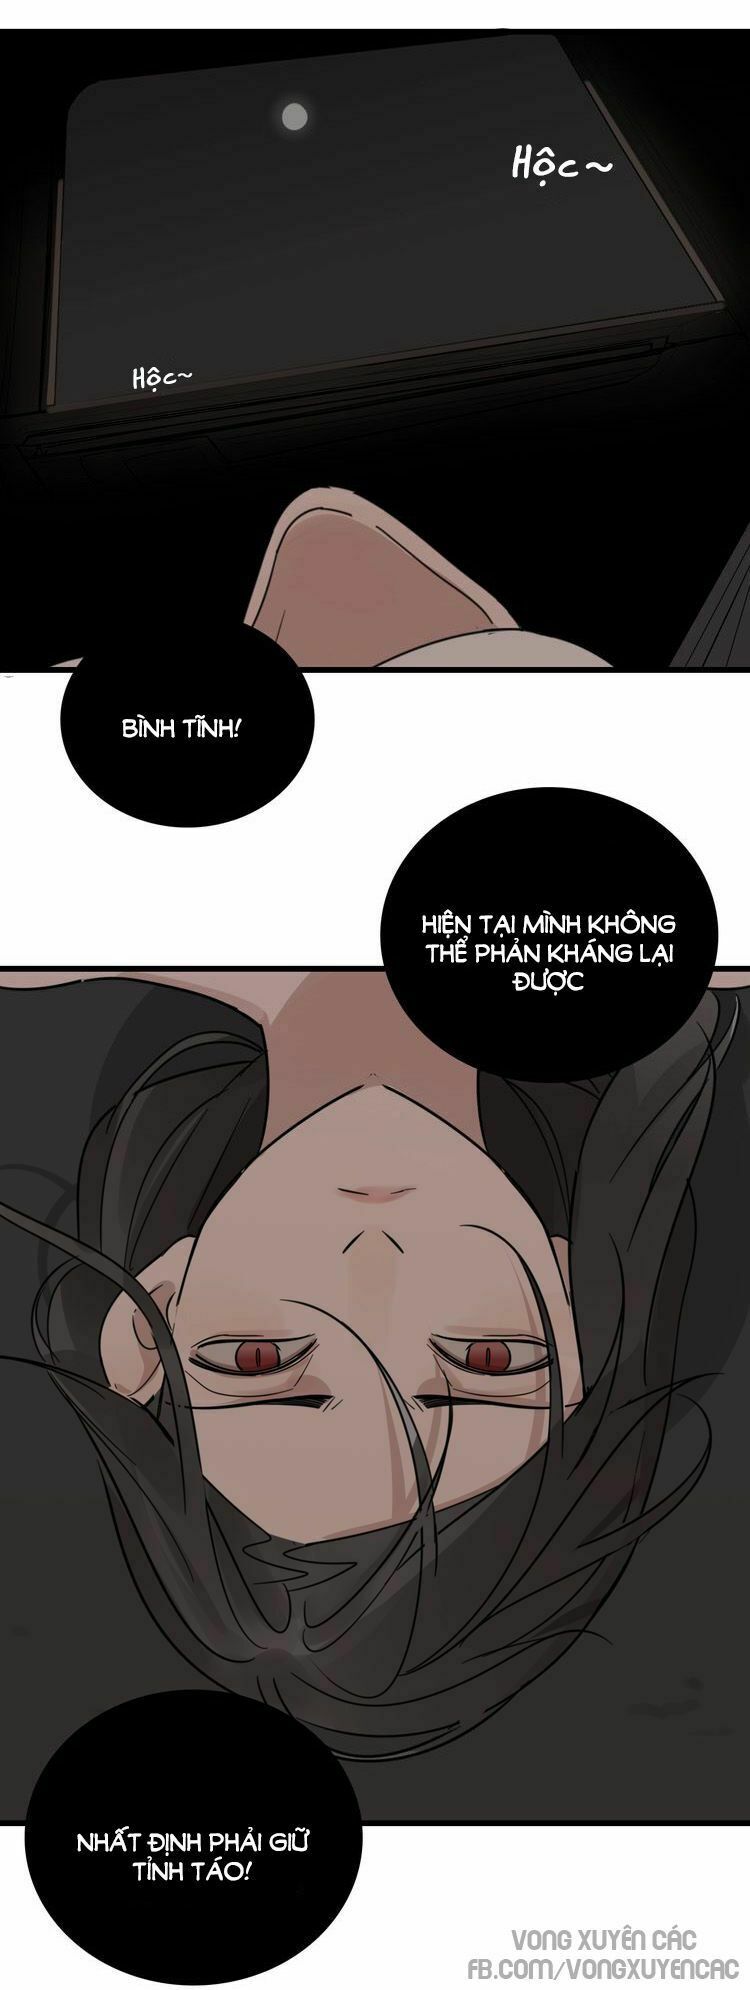 Hộc~
Hộc~
BÌNH TĨNH!
HIỆN TẠI MÌNH KHÔNG
THỂ PHẢN KHÁNG LẠI
ĐƯỢC
NHẤT ĐỊNH PHẢI GIỮ
TỈNH TÁO!
VONG XUYÊN CÁC
FB.COM/VONGXUYENCAC